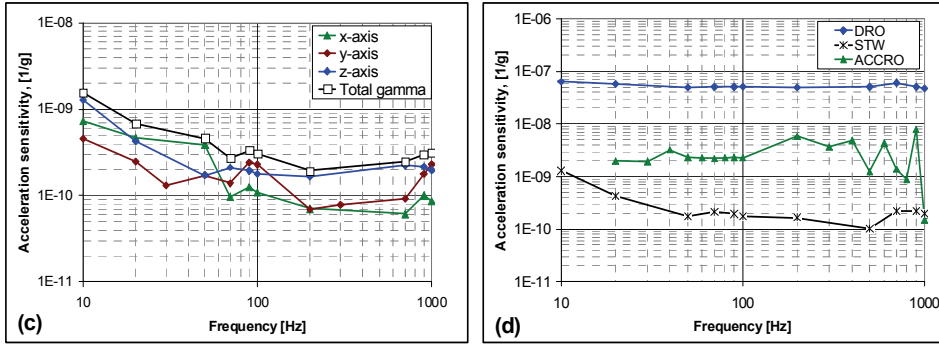 1E-08
1E-09
1E-10
1E-11
Acceleration sensitivity, [1/g]
x-axis
y-axis
z-axis
Total gamma
10
100
1000
Frequency [Hz]
(c)
1E-06
1E-07
1E-08
1E-09
1E-10
1E-11
Acceleration sensitivity, [1/g]
DRO
STW
ACCRO
10
100
1000
Frequency [Hz]
(d)